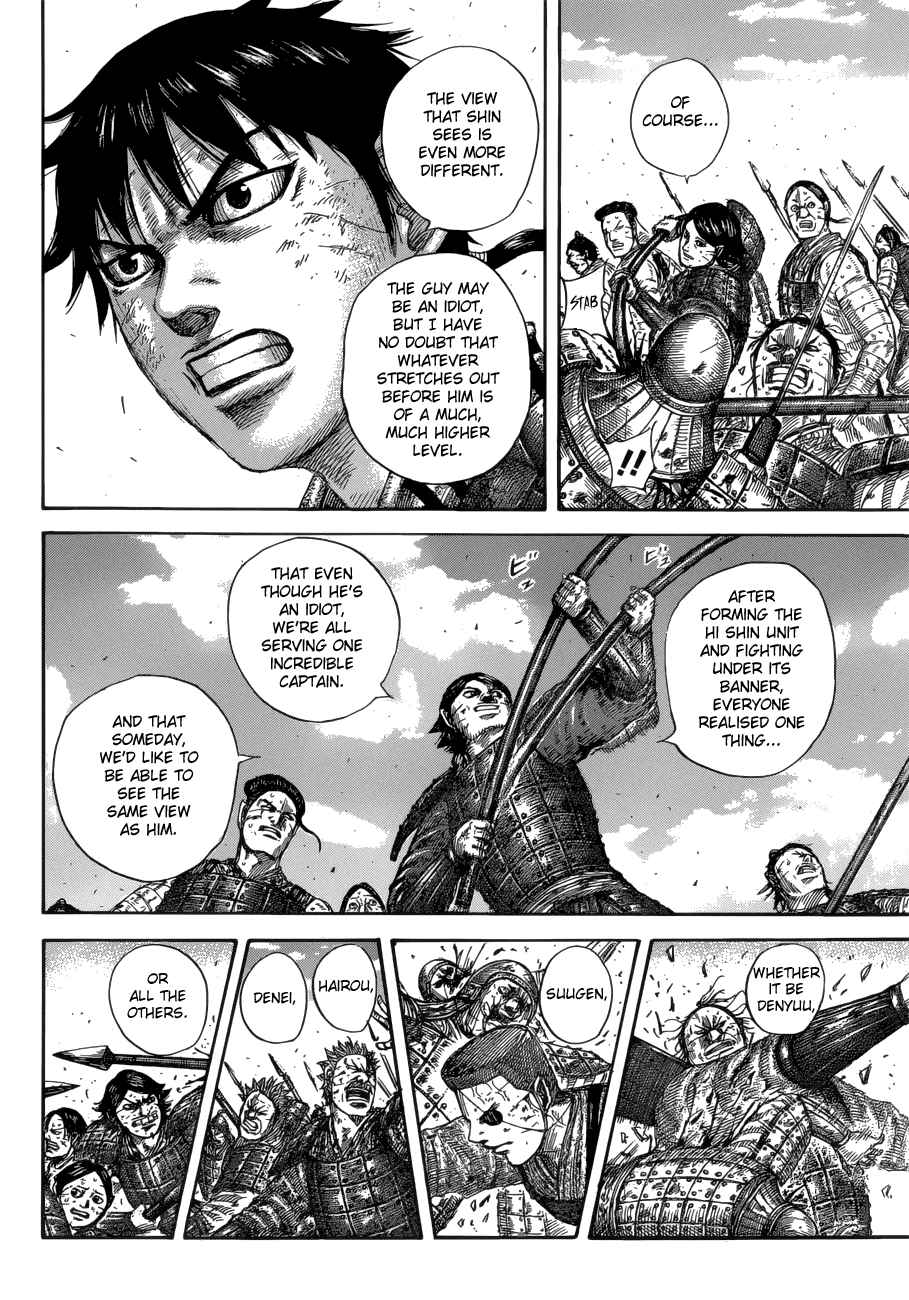 OF
COURSE...
STAB
!!
THE VIEW
THAT SHIN
SEES IS
EVEN MORE
DIFFERENT.
THE GUY MAY
BE AN IDIOT,
BUT I HAVE
NO DOUBT THAT
WHATEVER
STRETCHES OUT
BEFORE HIM IS
OF A MUCH,
MUCH HIGHER
LEVEL.
AFTER
FORMING THE
HI SHIN UNIT
AND FIGHTING
UNDER ITS
BANNER,
EVERYONE
REALISED ONE
THING...
ビュ
ビュ
THAT EVEN
THOUGH HE'S
AN IDIOT,
WE'RE ALL
SERVING ONE
INCREDIBLE
CAPTAIN.
AND THAT
SOMEDAY,
WE'D LIKE TO
BE ABLE TO
SEE THE
SAME VIEW
AS HIM.
WHETHER
IT BE
DENYUU,
SUUGEN,
HAIROU,
DENEI,
OR
ALL THE
OTHERS.